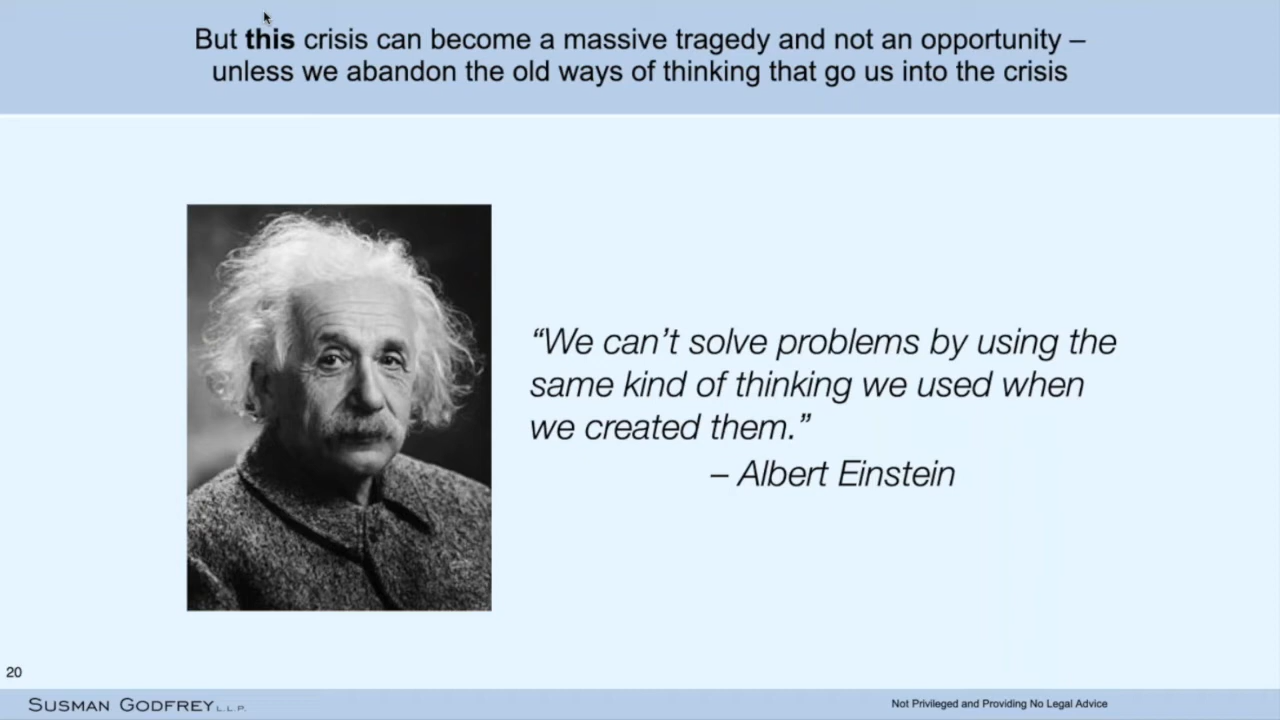 But this crisis can become a massive tragedy and not an opportunity –
unless we abandon the old ways of thinking that go us into the crisis
“We can’t solve problems by using the
same kind of thinking we used when
we created them.”
– Albert Einstein
20
SUSMAN GODFREY L.L.P.
Not Privileged and Providing No Legal Advice